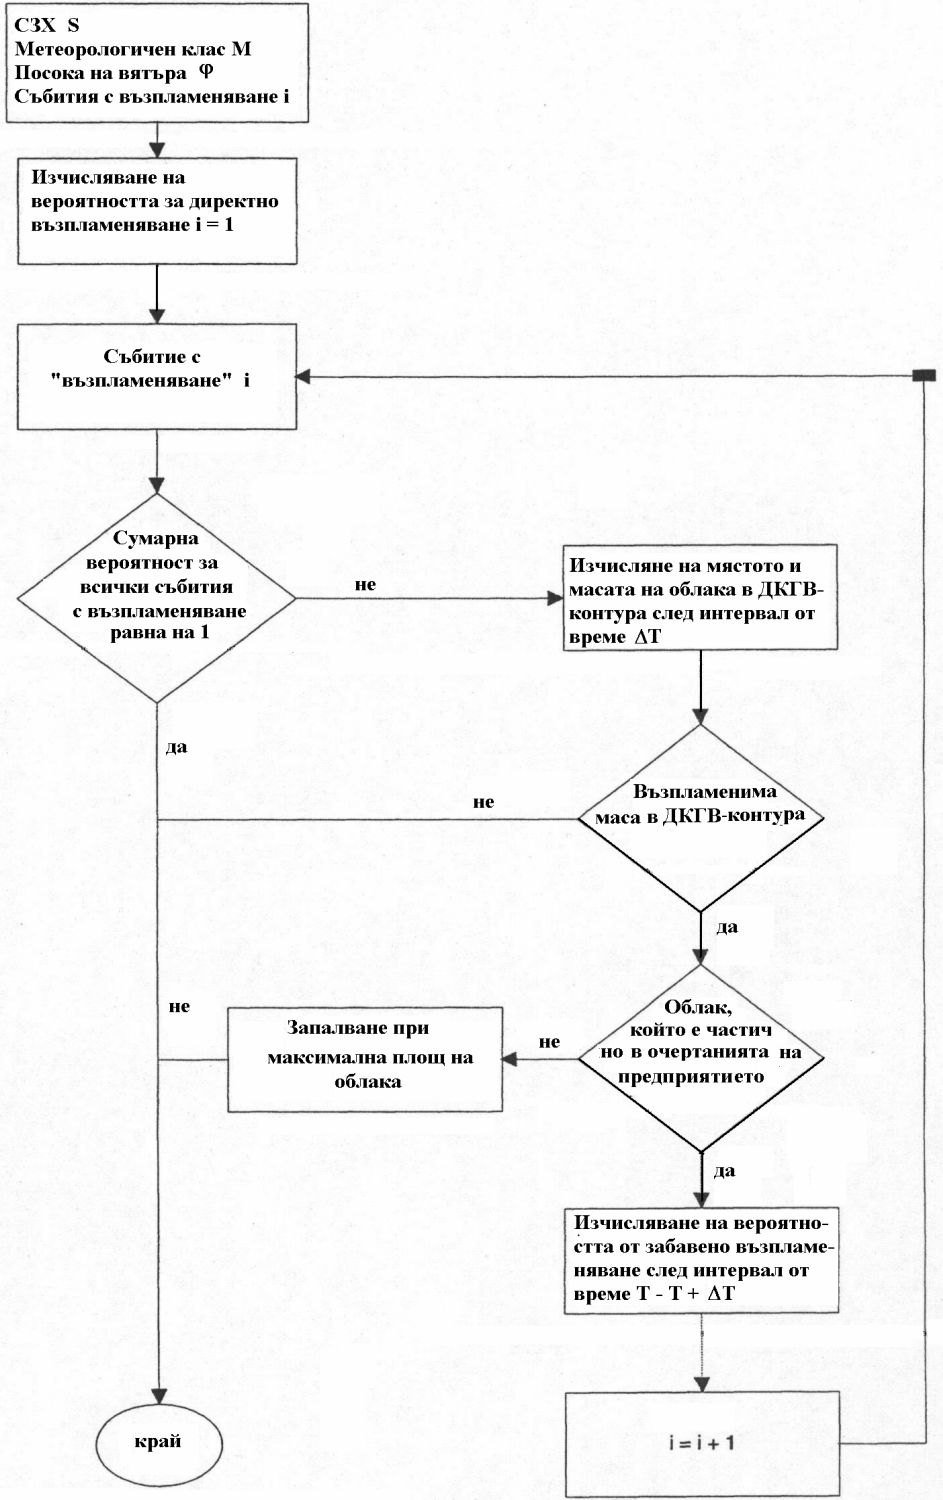 СЗХ S
Метеорологичен клас М
Посока на вятъра φ
Събития с възпламеняване i
Изчисляване на
вероятността за директно
възпламеняване i = 1
Събитие с
"възпламеняване" i
Сумарна
вероятност за
всички събития
с възпламеняване
равна на 1
не
Изчисляне на мястото и
масата на облака в ДКГВ-
контура след интервал от
време ΔТ
да
не
Възпламенима
маса в ДКГВ-контура
да
не
Запалване при
максимална площ на
облака
не
Облак,
който е частич
но в очертанията на
предприятието
да
Изчисляване на вероятно-
стта от забавено възпламе-
няване след интервал от
време Т - Т + ΔТ
край
i = i + 1